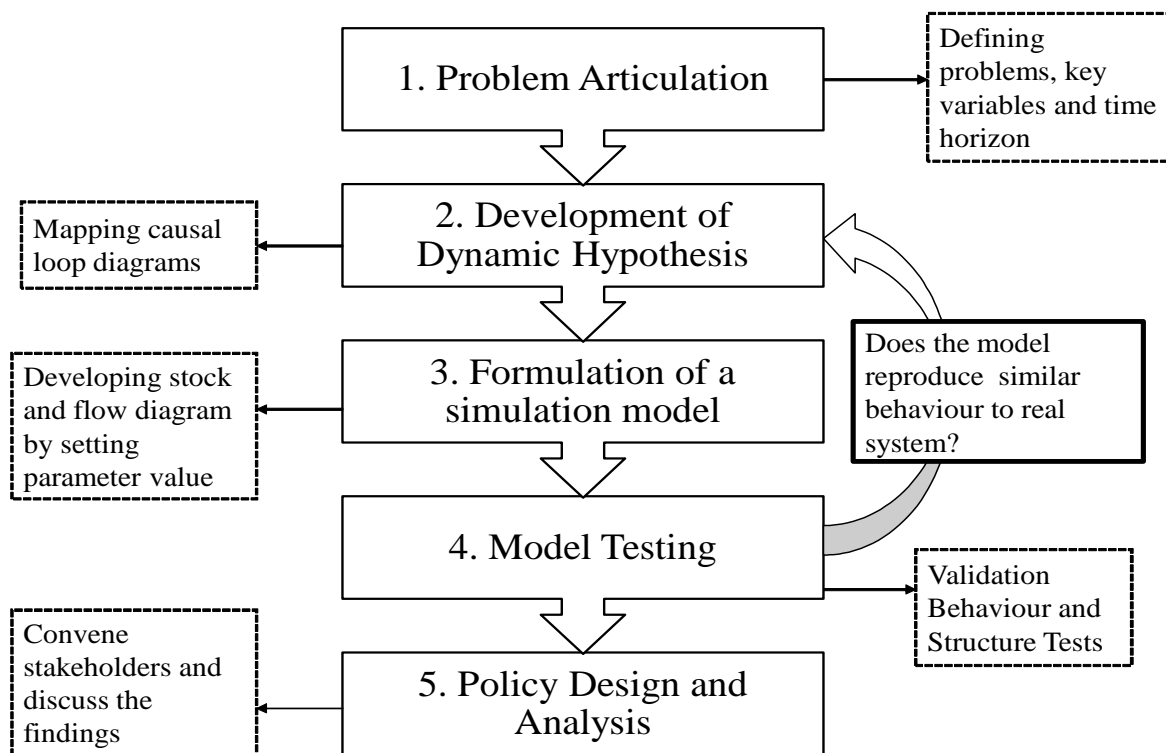 1. Problem Articulation
Defining
problems, key
variables and time
horizon
2. Development of
Dynamic Hypothesis
Mapping causal
loop diagrams
3. Formulation of a
simulation model
Developing stock
and flow diagram
by setting
parameter value
Does the model
reproduce similar
behaviour to real
system?
4. Model Testing
Validation
Behaviour and
Structure Tests
5. Policy Design and
Analysis
Convene
stakeholders and
discuss the
findings